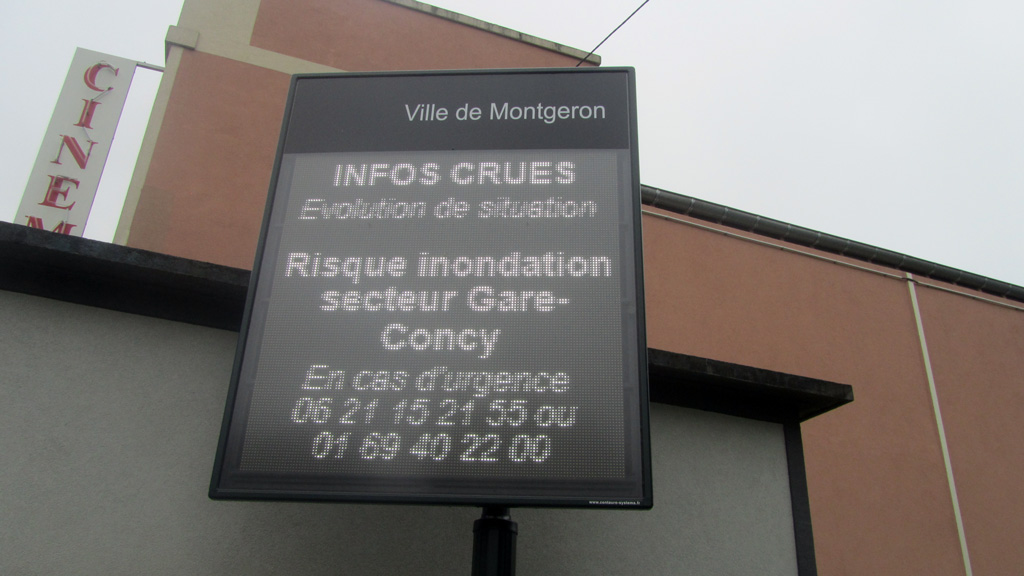 CINEM
Ville de Montgeron
INFOS CRUES
Evolution de situation
Risque inondation
secteur Gare-
Concy
En cas d'urgence
06 21 15 21 55 ou
01 69 40 22 00